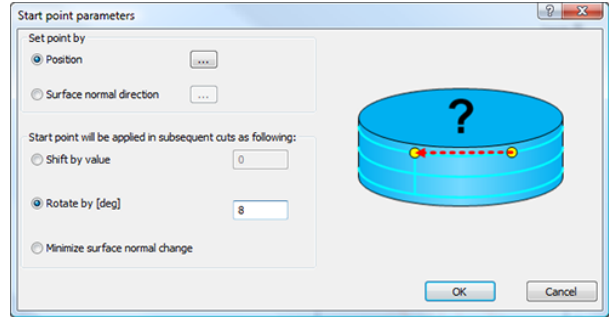 Start point parameters
Set point by
Position
...
Surface normal direction
...
Start point will be applied in subsequent cuts as following:
Shift by value
0
Rotate by [deg]
8
Minimize surface normal change
?
OK
Cancel